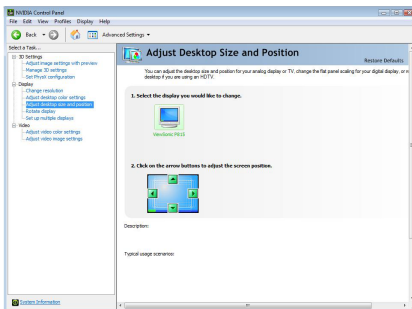 NVIDIA Control Panel
File Edit View Profiles Display Help
Back Advanced Settings
Select a Task...
3D Settings
Adjust image settings with preview
Manage 3D settings
Set PhysX configuration
Display
Change resolution
Adjust desktop color settings
Adjust desktop size and position
Rotate display
Set up multiple displays
Video
Adjust video color settings
Adjust video image settings
System Information
Adjust Desktop Size and Position
Restore Defaults
You can adjust the desktop size and position for your analog display or TV, change the flat panel scaling for your digital display, or
desktop if you are using an HDTV.
1. Select the display you would like to change.
ViewSonic
2. Click on the arrow buttons to adjust the screen position.
Description:
Typical usage scenarios: